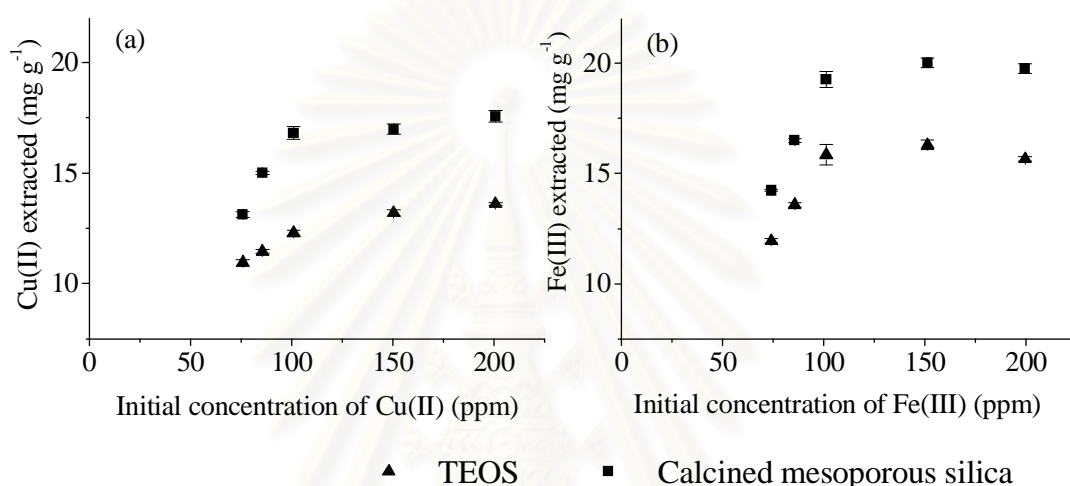 (a)
Cu(II) extracted (mg g⁻¹)
20
15
10
0
50
100
150
200
Initial concentration of Cu(II) (ppm)
(b)
Fe(III) extracted (mg g⁻¹)
20
15
10
0
50
100
150
200
Initial concentration of Fe(III) (ppm)
▲ TEOS ■ Calcined mesoporous silica